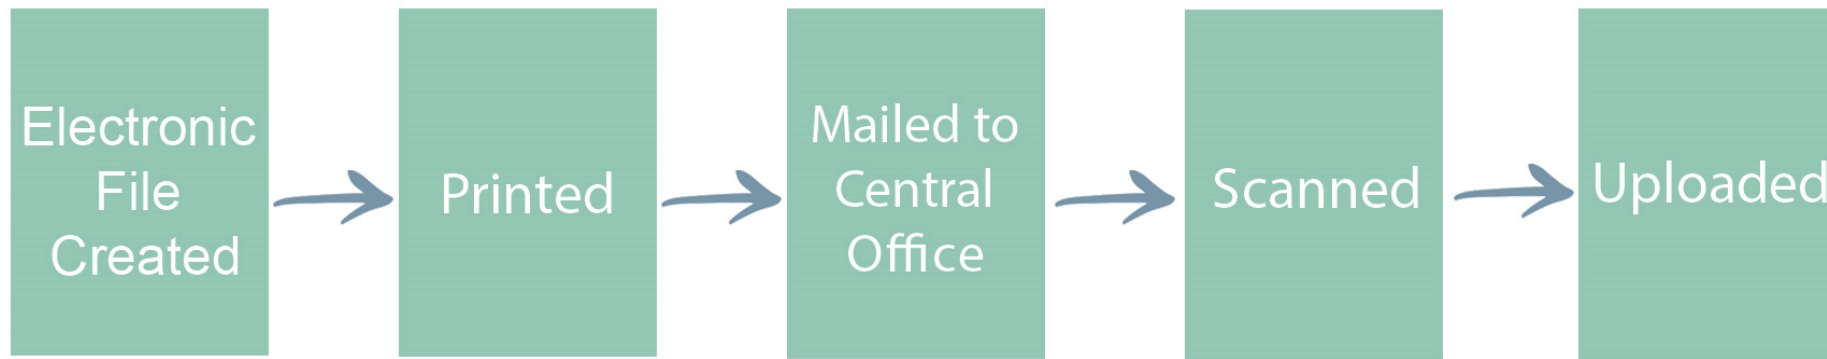 Electronic
File
Created
Printed
Mailed to
Central
Office
Scanned
Uploaded